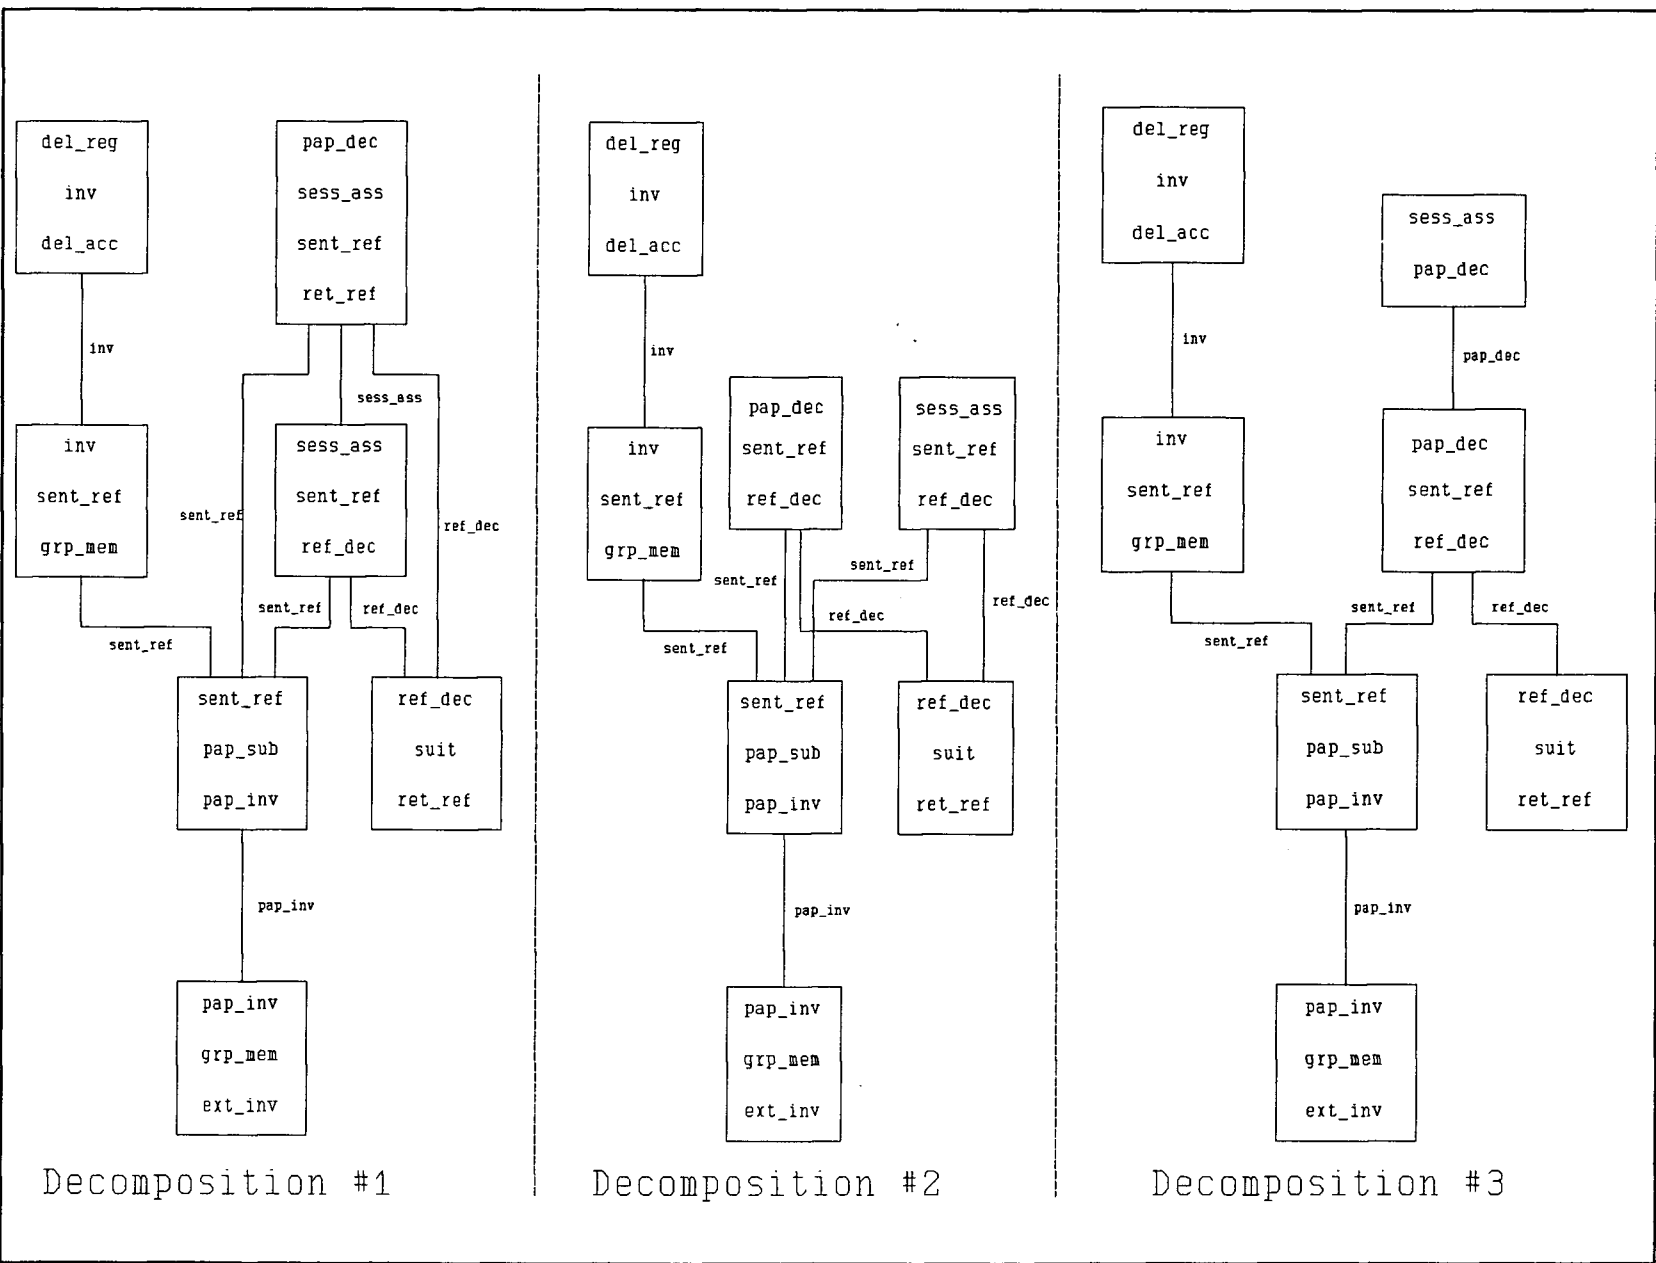 del_reg
inv
del_acc
inv
inv
sent_ref
grp_mem
sent_ref
pap_dec
sess_ass
sent_ref
ret_ref
sess_ass
sent_ref
ref_dec
sess_ass
sent_ref
ref_dec
sent_ref
ref_dec
sent_ref
pap_sub
pap_inv
ref_dec
suit
ret_ref
pap_inv
pap_inv
grp_mem
ext_inv
Decomposition #1
del_reg
inv
del_acc
inv
inv
sent_ref
grp_mem
sent_ref
pap_dec
sent_ref
ref_dec
sess_ass
sent_ref
ref_dec
sent_ref
sent_ref
ref_dec
ref_dec
sent_ref
pap_sub
pap_inv
ref_dec
suit
ret_ref
pap_inv
pap_inv
grp_mem
ext_inv
Decomposition #2
del_reg
inv
del_acc
inv
inv
sent_ref
grp_mem
sent_ref
sess_ass
pap_dec
pap_dec
pap_dec
sent_ref
ref_dec
sent_ref
ref_dec
sent_ref
pap_sub
pap_inv
ref_dec
suit
ret_ref
pap_inv
pap_inv
grp_mem
ext_inv
Decomposition #3